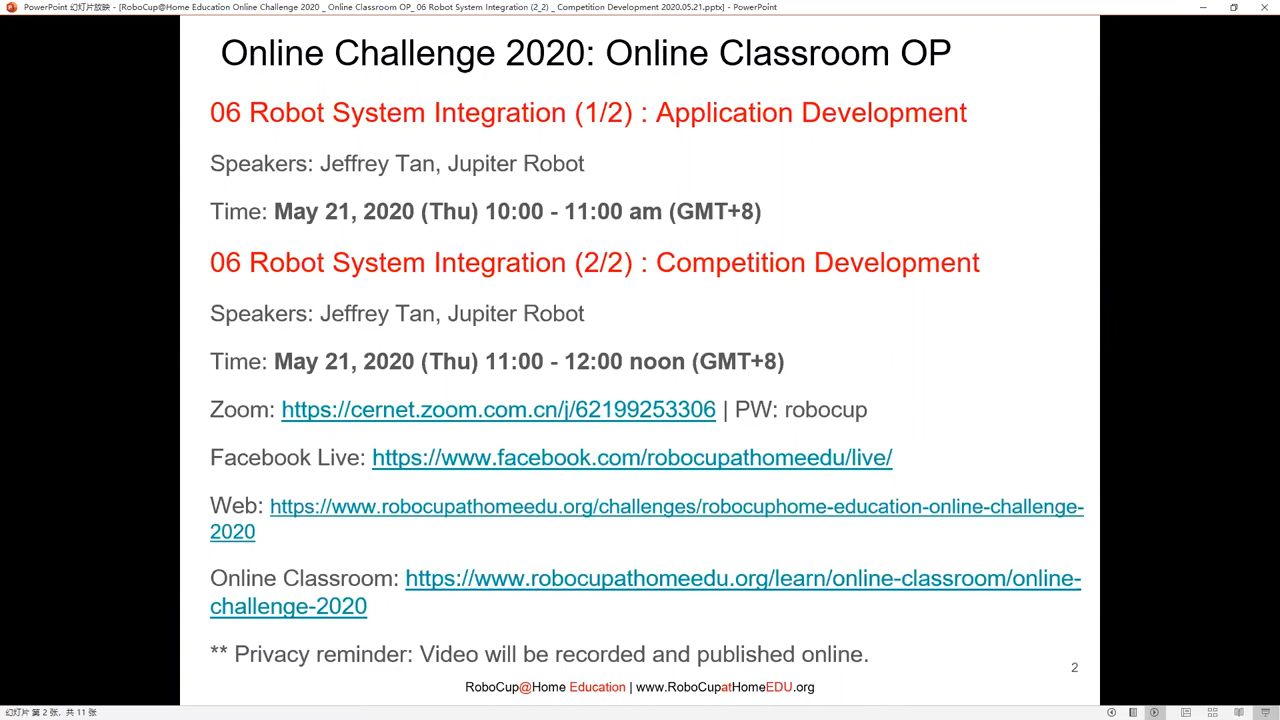 PowerPoint 幻灯片放映 - [RoboCup@Home Education Online Challenge 2020 _ Online Classroom OP_ 06 Robot System Integration (2_2) _ Competition Development 2020.05.21.pptx] - PowerPoint
Online Challenge 2020: Online Classroom OP
06 Robot System Integration (1/2) : Application Development
Speakers: Jeffrey Tan, Jupiter Robot
Time: May 21, 2020 (Thu) 10:00 - 11:00 am (GMT+8)
06 Robot System Integration (2/2) : Competition Development
Speakers: Jeffrey Tan, Jupiter Robot
Time: May 21, 2020 (Thu) 11:00 - 12:00 noon (GMT+8)
Zoom: https://cernet.zoom.com.cn/j/62199253306 | PW: robocup
Facebook Live: https://www.facebook.com/robocupathomeedu/live/
Web: https://www.robocupathomeedu.org/challenges/robocuphome-education-online-challenge-
2020
Online Classroom: https://www.robocupathomeedu.org/learn/online-classroom/online-
challenge-2020
** Privacy reminder: Video will be recorded and published online.
2
RoboCup@Home Education | www.RoboCupatHomeEDU.org
幻灯片 第 2 张，共 11 张